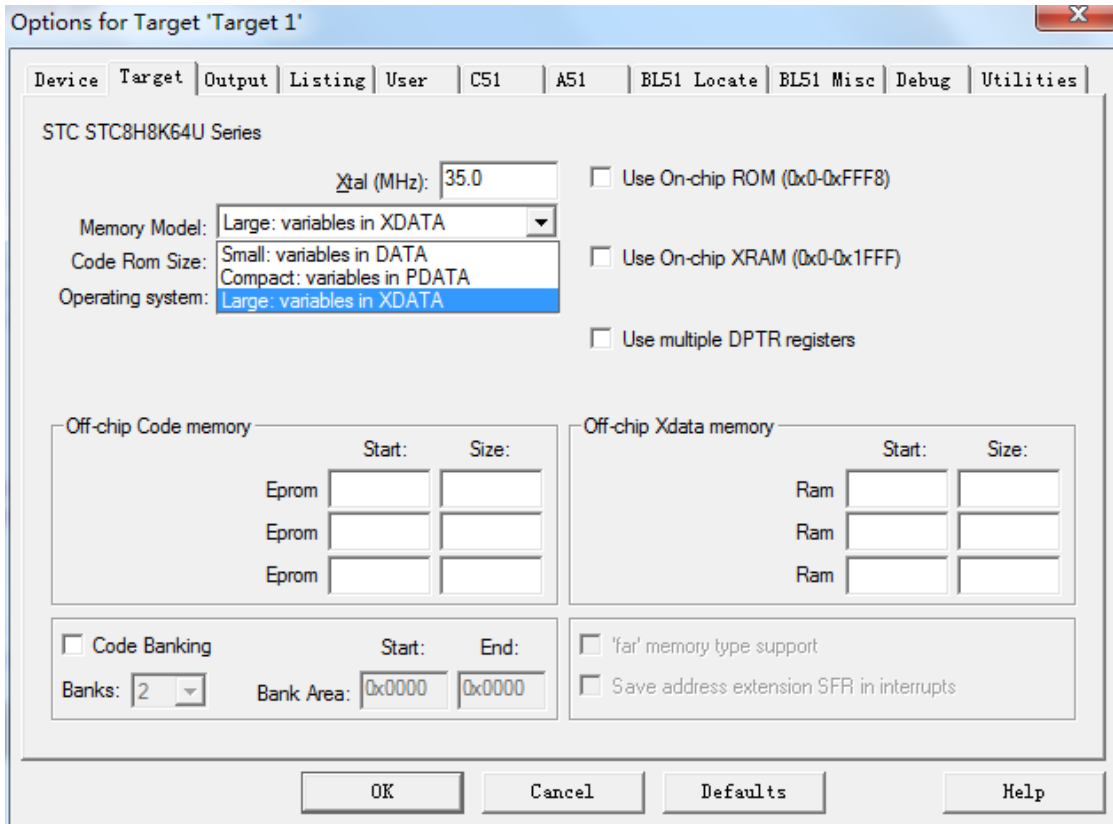 Options for Target 'Target 1'
X
Device Target Output Listing User C51 A51 BL51 Locate BL51 Misc Debug Utilities
STC STC8H8K64U Series
Xtal (MHz): 35.0
Use On-chip ROM (0x0-0xFFF8)
Memory Model: Large: variables in XDATA
Small: variables in DATA
Code Rom Size:
Use On-chip XRAM (0x0-0x1FFF)
Compact: variables in PDATA
Operating system:
Large: variables in XDATA
Use multiple DPTR registers
Off-chip Code memory
Start: Size:
Eprom
Eprom
Eprom
Off-chip Xdata memory
Start: Size:
Ram
Ram
Ram
Code Banking Start: End:
Banks: 2 Bank Area: 0x0000 0x0000
'far' memory type support
Save address extension SFR in interrupts
OK Cancel Defaults Help